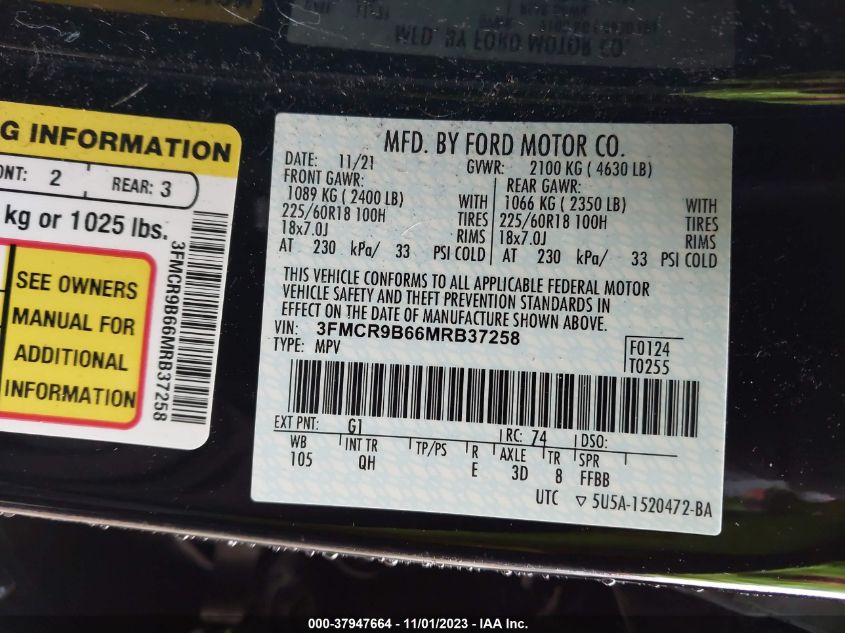 MFD. BY FORD MOTOR CO.
G INFORMATION
ONT: 2 REAR: 3
kg or 1025 lbs.
SEE OWNERS
MANUAL FOR
ADDITIONAL
INFORMATION
3FMCR9B66MRB37258
MFD. BY FORD MOTOR CO.
DATE: 11/21 GVWR: 2100 KG ( 4630 LB)
FRONT GAWR: REAR GAWR:
1089 KG ( 2400 LB) WITH 1066 KG ( 2350 LB) WITH
225/60R18 100H TIRES 225/60R18 100H TIRES
18x7.0J RIMS 18x7.0J RIMS
AT 230 kPa/ 33 PSI COLD AT 230 kPa/ 33 PSI COLD
THIS VEHICLE CONFORMS TO ALL APPLICABLE FEDERAL MOTOR
VEHICLE SAFETY AND THEFT PREVENTION STANDARDS IN
EFFECT ON THE DATE OF MANUFACTURE SHOWN ABOVE.
VIN: 3FMCR9B66MRB37258
TYPE: MPV
F0124
T0255
EXT PNT: G1 RC: 74 DSO:
WB INT TR TP/PS R AXLE TR SPR
105 QH E 3D 8 FFBB
UTC ▽ 5U5A-1520472-BA
000-37947664 - 11/01/2023 - IAA Inc.